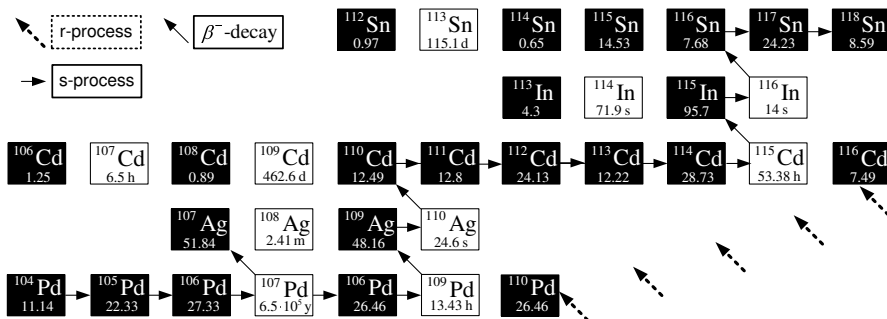 r-process
β⁻-decay
s-process
¹¹²Sn 0.97
¹¹³Sn 115.1 d
¹¹⁴Sn 0.65
¹¹⁵Sn 14.53
¹¹⁶Sn 7.68
¹¹⁷Sn 24.23
¹¹⁸Sn 8.59
¹¹³In 4.3
¹¹⁴In 71.9 s
¹¹⁵In 95.7
¹¹⁶In 14 s
¹⁰⁶Cd 1.25
¹⁰⁷Cd 6.5 h
¹⁰⁸Cd 0.89
¹⁰⁹Cd 462.6 d
¹¹⁰Cd 12.49
¹¹¹Cd 12.8
¹¹²Cd 24.13
¹¹³Cd 12.22
¹¹⁴Cd 28.73
¹¹⁵Cd 53.38 h
¹¹⁶Cd 7.49
¹⁰⁷Ag 51.84
¹⁰⁸Ag 2.41 m
¹⁰⁹Ag 48.16
¹¹⁰Ag 24.6 s
¹⁰⁴Pd 11.14
¹⁰⁵Pd 22.33
¹⁰⁶Pd 27.33
¹⁰⁷Pd 6.5·10⁵ y
¹⁰⁶Pd 26.46
¹⁰⁹Pd 13.43 h
¹¹⁰Pd 26.46